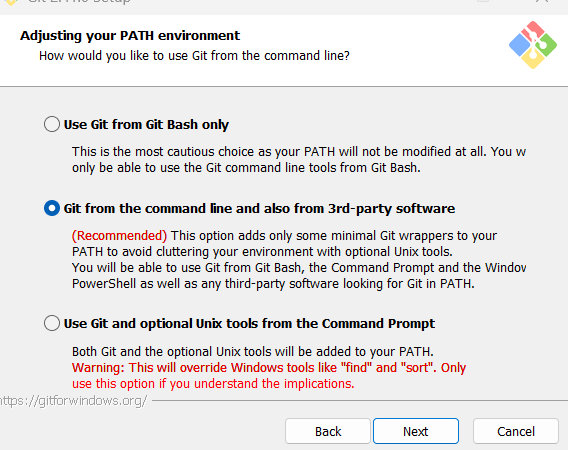 Adjusting your PATH environment
How would you like to use Git from the command line?
Use Git from Git Bash only
This is the most cautious choice as your PATH will not be modified at all. You w
only be able to use the Git command line tools from Git Bash.
Git from the command line and also from 3rd-party software
(Recommended) This option adds only some minimal Git wrappers to your
PATH to avoid cluttering your environment with optional Unix tools.
You will be able to use Git from Git Bash, the Command Prompt and the Window
PowerShell as well as any third-party software looking for Git in PATH.
Use Git and optional Unix tools from the Command Prompt
Both Git and the optional Unix tools will be added to your PATH.
Warning: This will override Windows tools like "find" and "sort". Only
use this option if you understand the implications.
https://gitforwindows.org/
Back Next Cancel